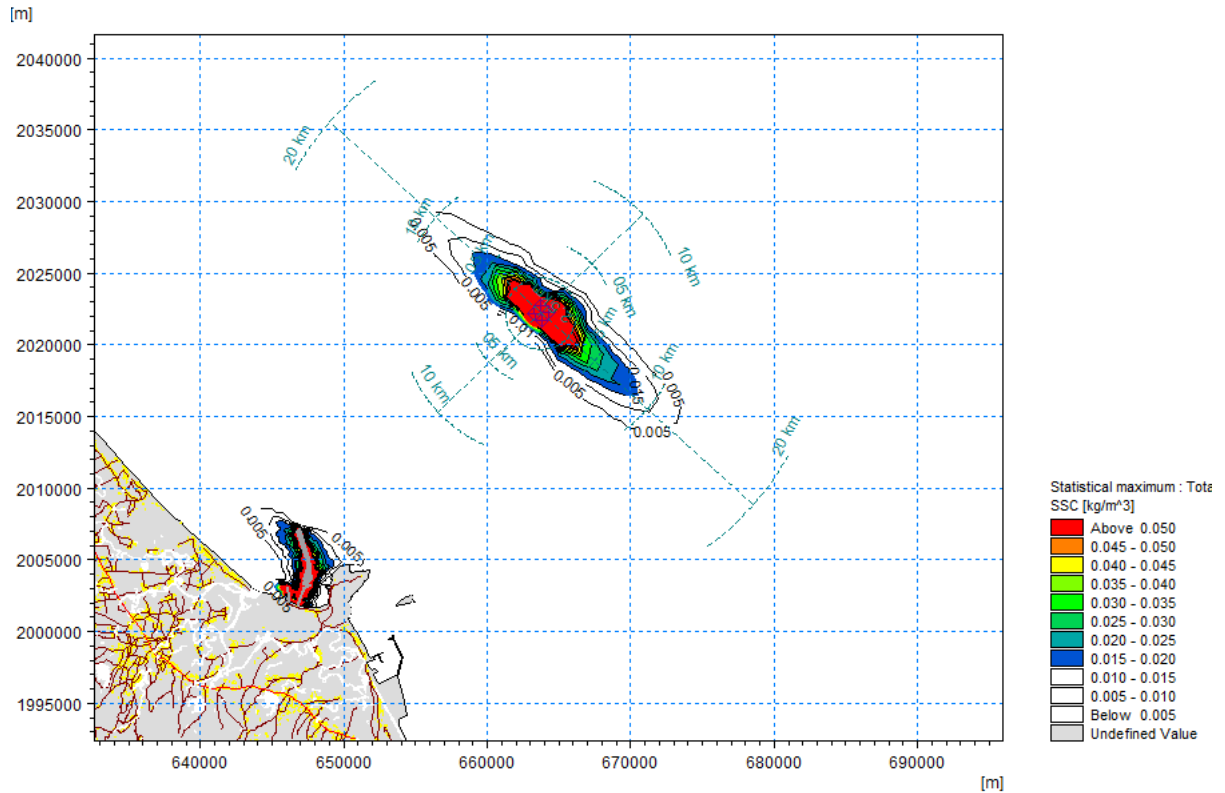 [m]
2040000
2035000
2030000
2025000
2020000
2015000
2010000
2005000
2000000
1995000
640000
650000
660000
670000
680000
690000
[m]
20 km
10 km
0.005
10 km
05 km
0.005
0.01
05 km
10 km
0.005
0.015
10 km
0.005
0.005
20 km
0.005
0.005
0.005
Statistical maximum : Tota
SSC [kg/m^3]
Above 0.050
0.045 - 0.050
0.040 - 0.045
0.035 - 0.040
0.030 - 0.035
0.025 - 0.030
0.020 - 0.025
0.015 - 0.020
0.010 - 0.015
0.005 - 0.010
Below 0.005
Undefined Value